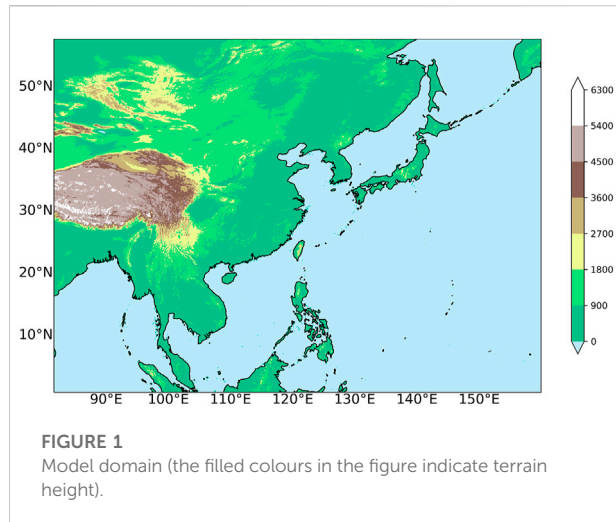 50°N
40°N
30°N
20°N
10°N
90°E 100°E 110°E 120°E 130°E 140°E 150°E
6300
5400
4500
3600
2700
1800
900
0
FIGURE 1
Model domain (the filled colours in the figure indicate terrain
height).